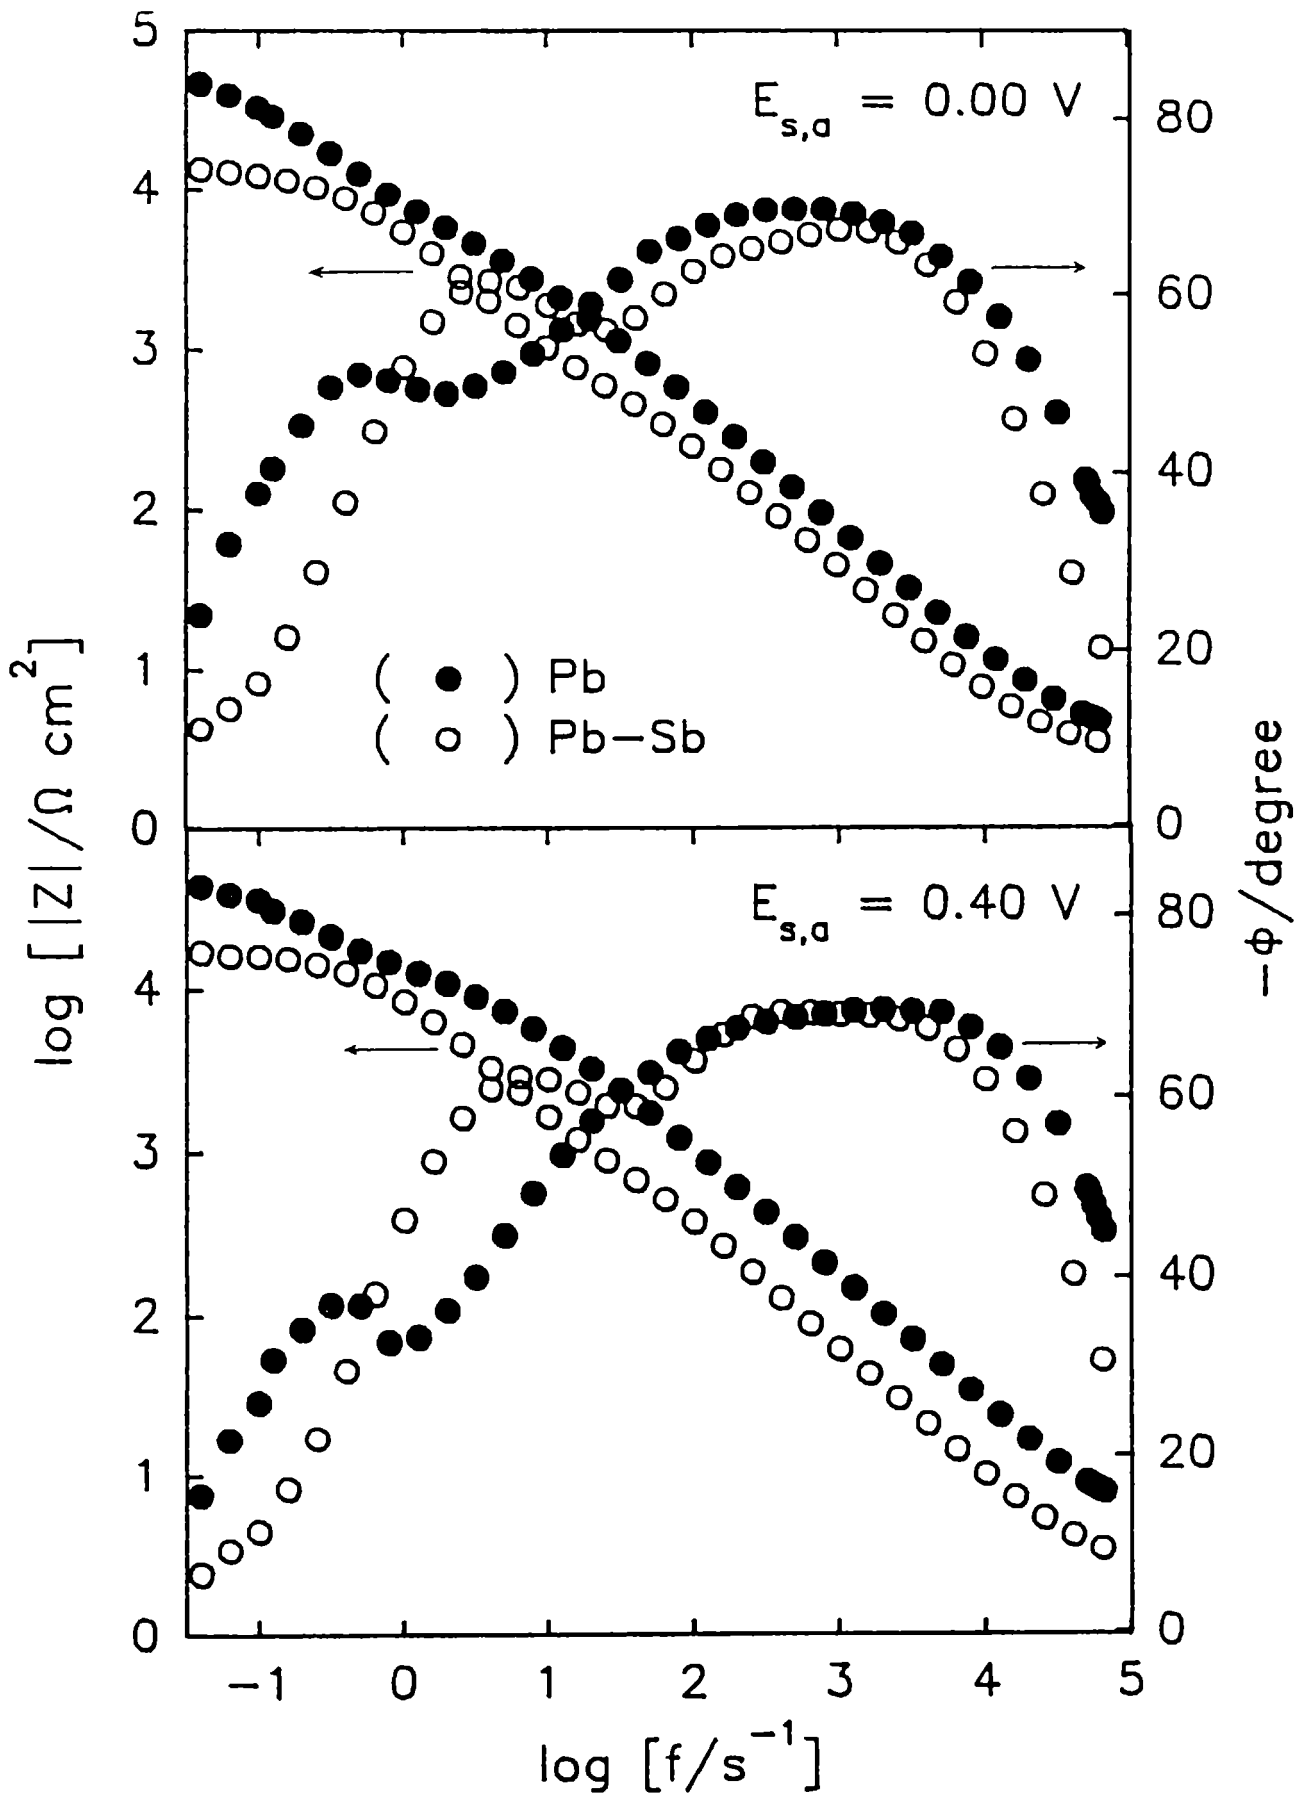 5
4
3
2
1
0
E_{s,a} = 0.00 V
80
60
40
20
0
( ● ) Pb
( ○ ) Pb–Sb
log [|Z|/Ω cm²]
–ϕ/degree
E_{s,a} = 0.40 V
4
3
2
1
0
80
60
40
20
0
–1 0 1 2 3 4 5
log [f/s⁻¹]